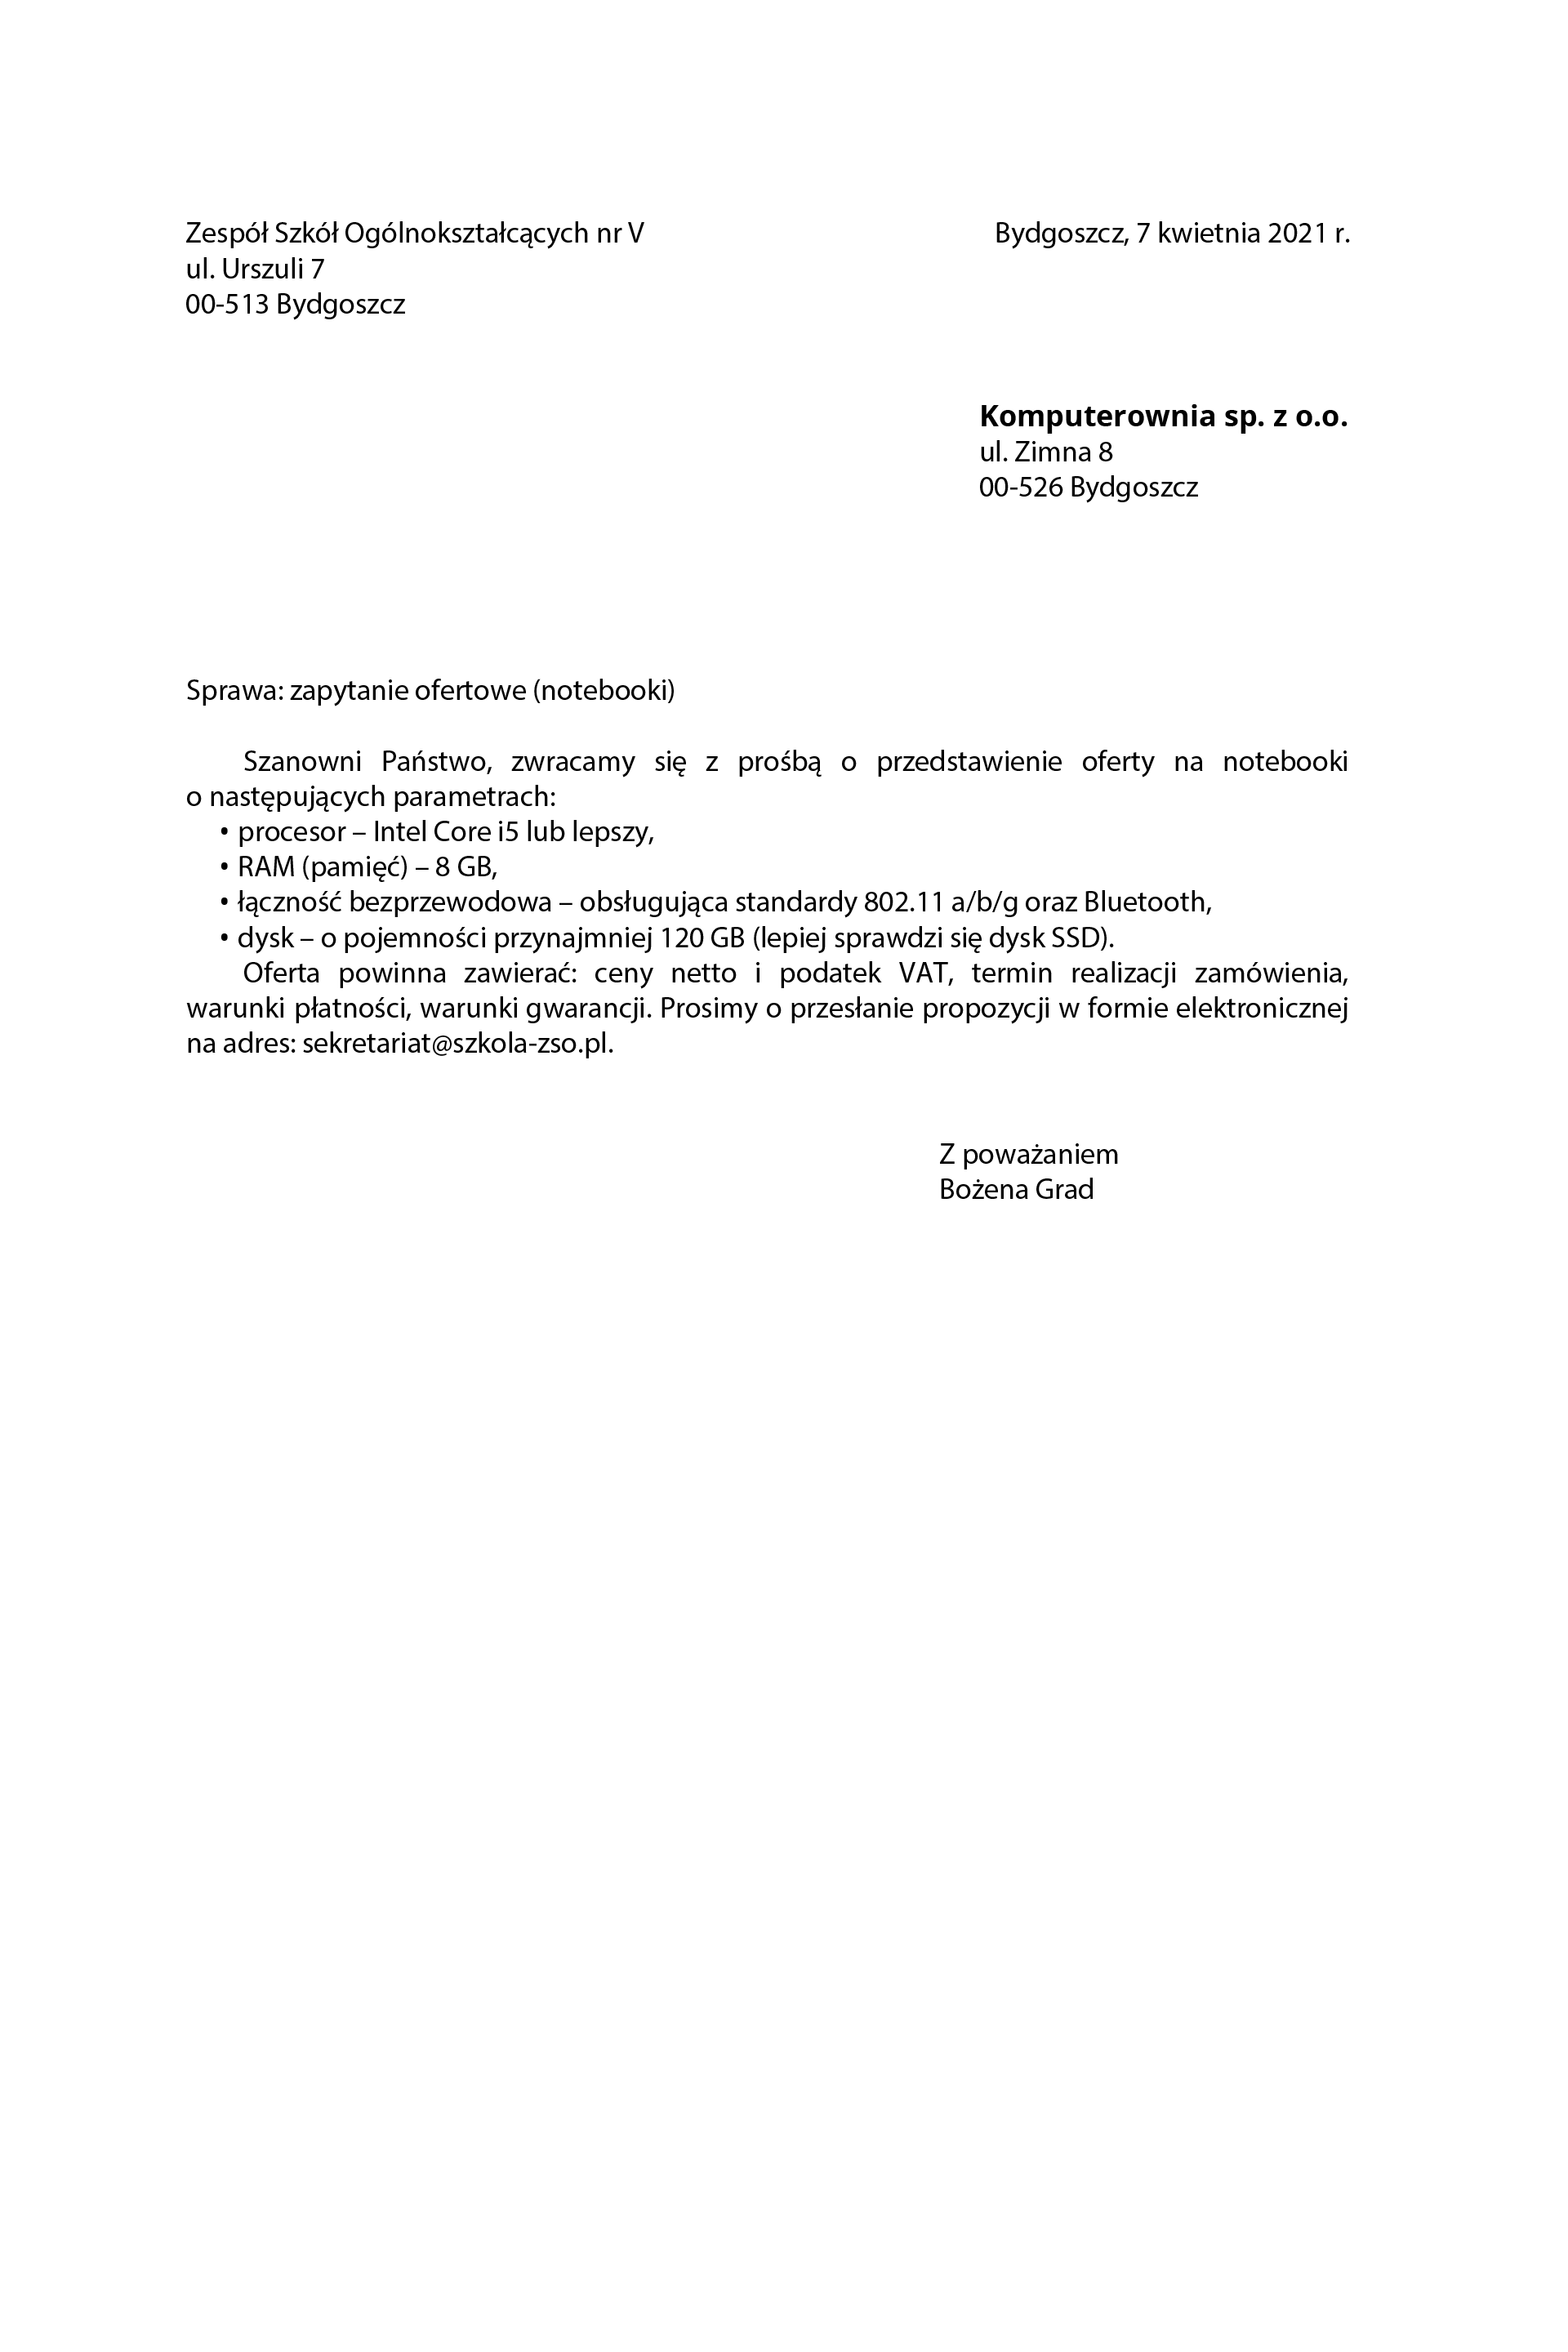 Zespół Szkół Ogólnokształcących nr V
Bydgoszcz, 7 kwietnia 2021 r.
ul. Urszuli 7
00-513 Bydgoszcz
Komputerownia sp. z o.o.
ul. Zimna 8
00-526 Bydgoszcz
Sprawa: zapytanie ofertowe (notebooki)
Szanowni Państwo, zwracamy się z prośbą o przedstawienie oferty na notebooki
o następujących parametrach:
• procesor – Intel Core i5 lub lepszy,
• RAM (pamięć) – 8 GB,
• łączność bezprzewodowa – obsługująca standardy 802.11 a/b/g oraz Bluetooth,
• dysk – o pojemności przynajmniej 120 GB (lepiej sprawdzi się dysk SSD).
Oferta powinna zawierać: ceny netto i podatek VAT, termin realizacji zamówienia,
warunki płatności, warunki gwarancji. Prosimy o przesłanie propozycji w formie elektronicznej
na adres: sekretariat@szkola-zso.pl.
Z poważaniem
Bożena Grad